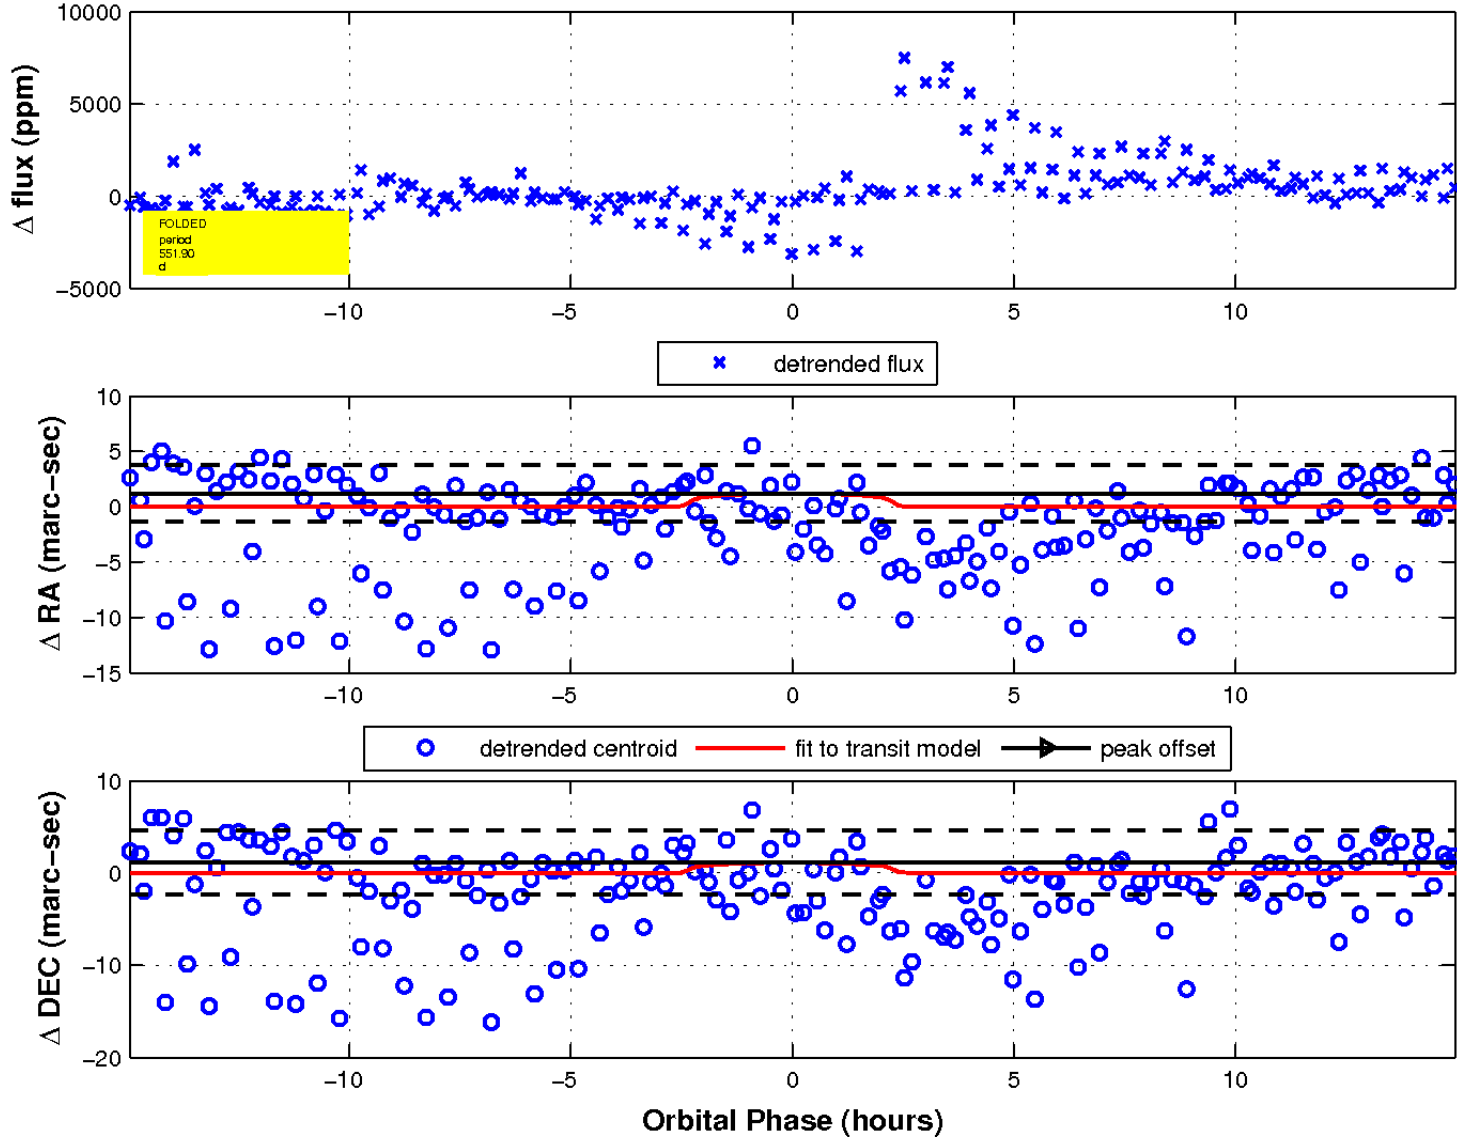 10000
5000
0
−5000
Δ flux (ppm)
FOLDED
period
551.90
d
−10
−5
0
5
10
detrended flux
10
5
0
−5
−10
−15
Δ RA (marc−sec)
−10
−5
0
5
10
detrended centroid
fit to transit model
peak offset
10
0
−10
−20
Δ DEC (marc−sec)
−10
−5
0
5
10
Orbital Phase (hours)